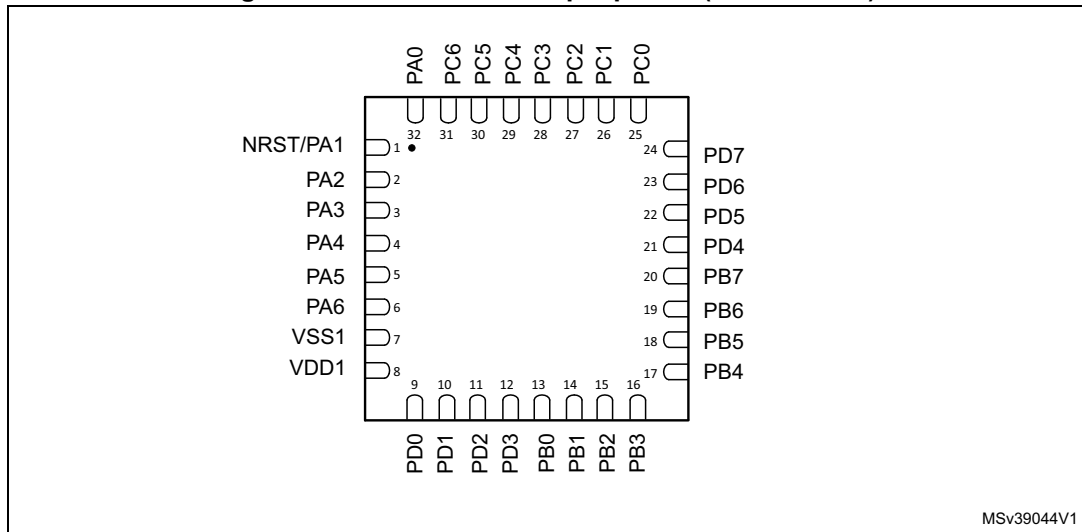 PA0 PC6 PC5 PC4 PC3 PC2 PC1 PC0
32 31 30 29 28 27 26 25
NRST/PA1 1 24 PD7
PA2 2 23 PD6
PA3 3 22 PD5
PA4 4 21 PD4
PA5 5 20 PB7
PA6 6 19 PB6
VSS1 7 18 PB5
VDD1 8 17 PB4
9 10 11 12 13 14 15 16
PD0 PD1 PD2 PD3 PB0 PB1 PB2 PB3
MSv39044V1